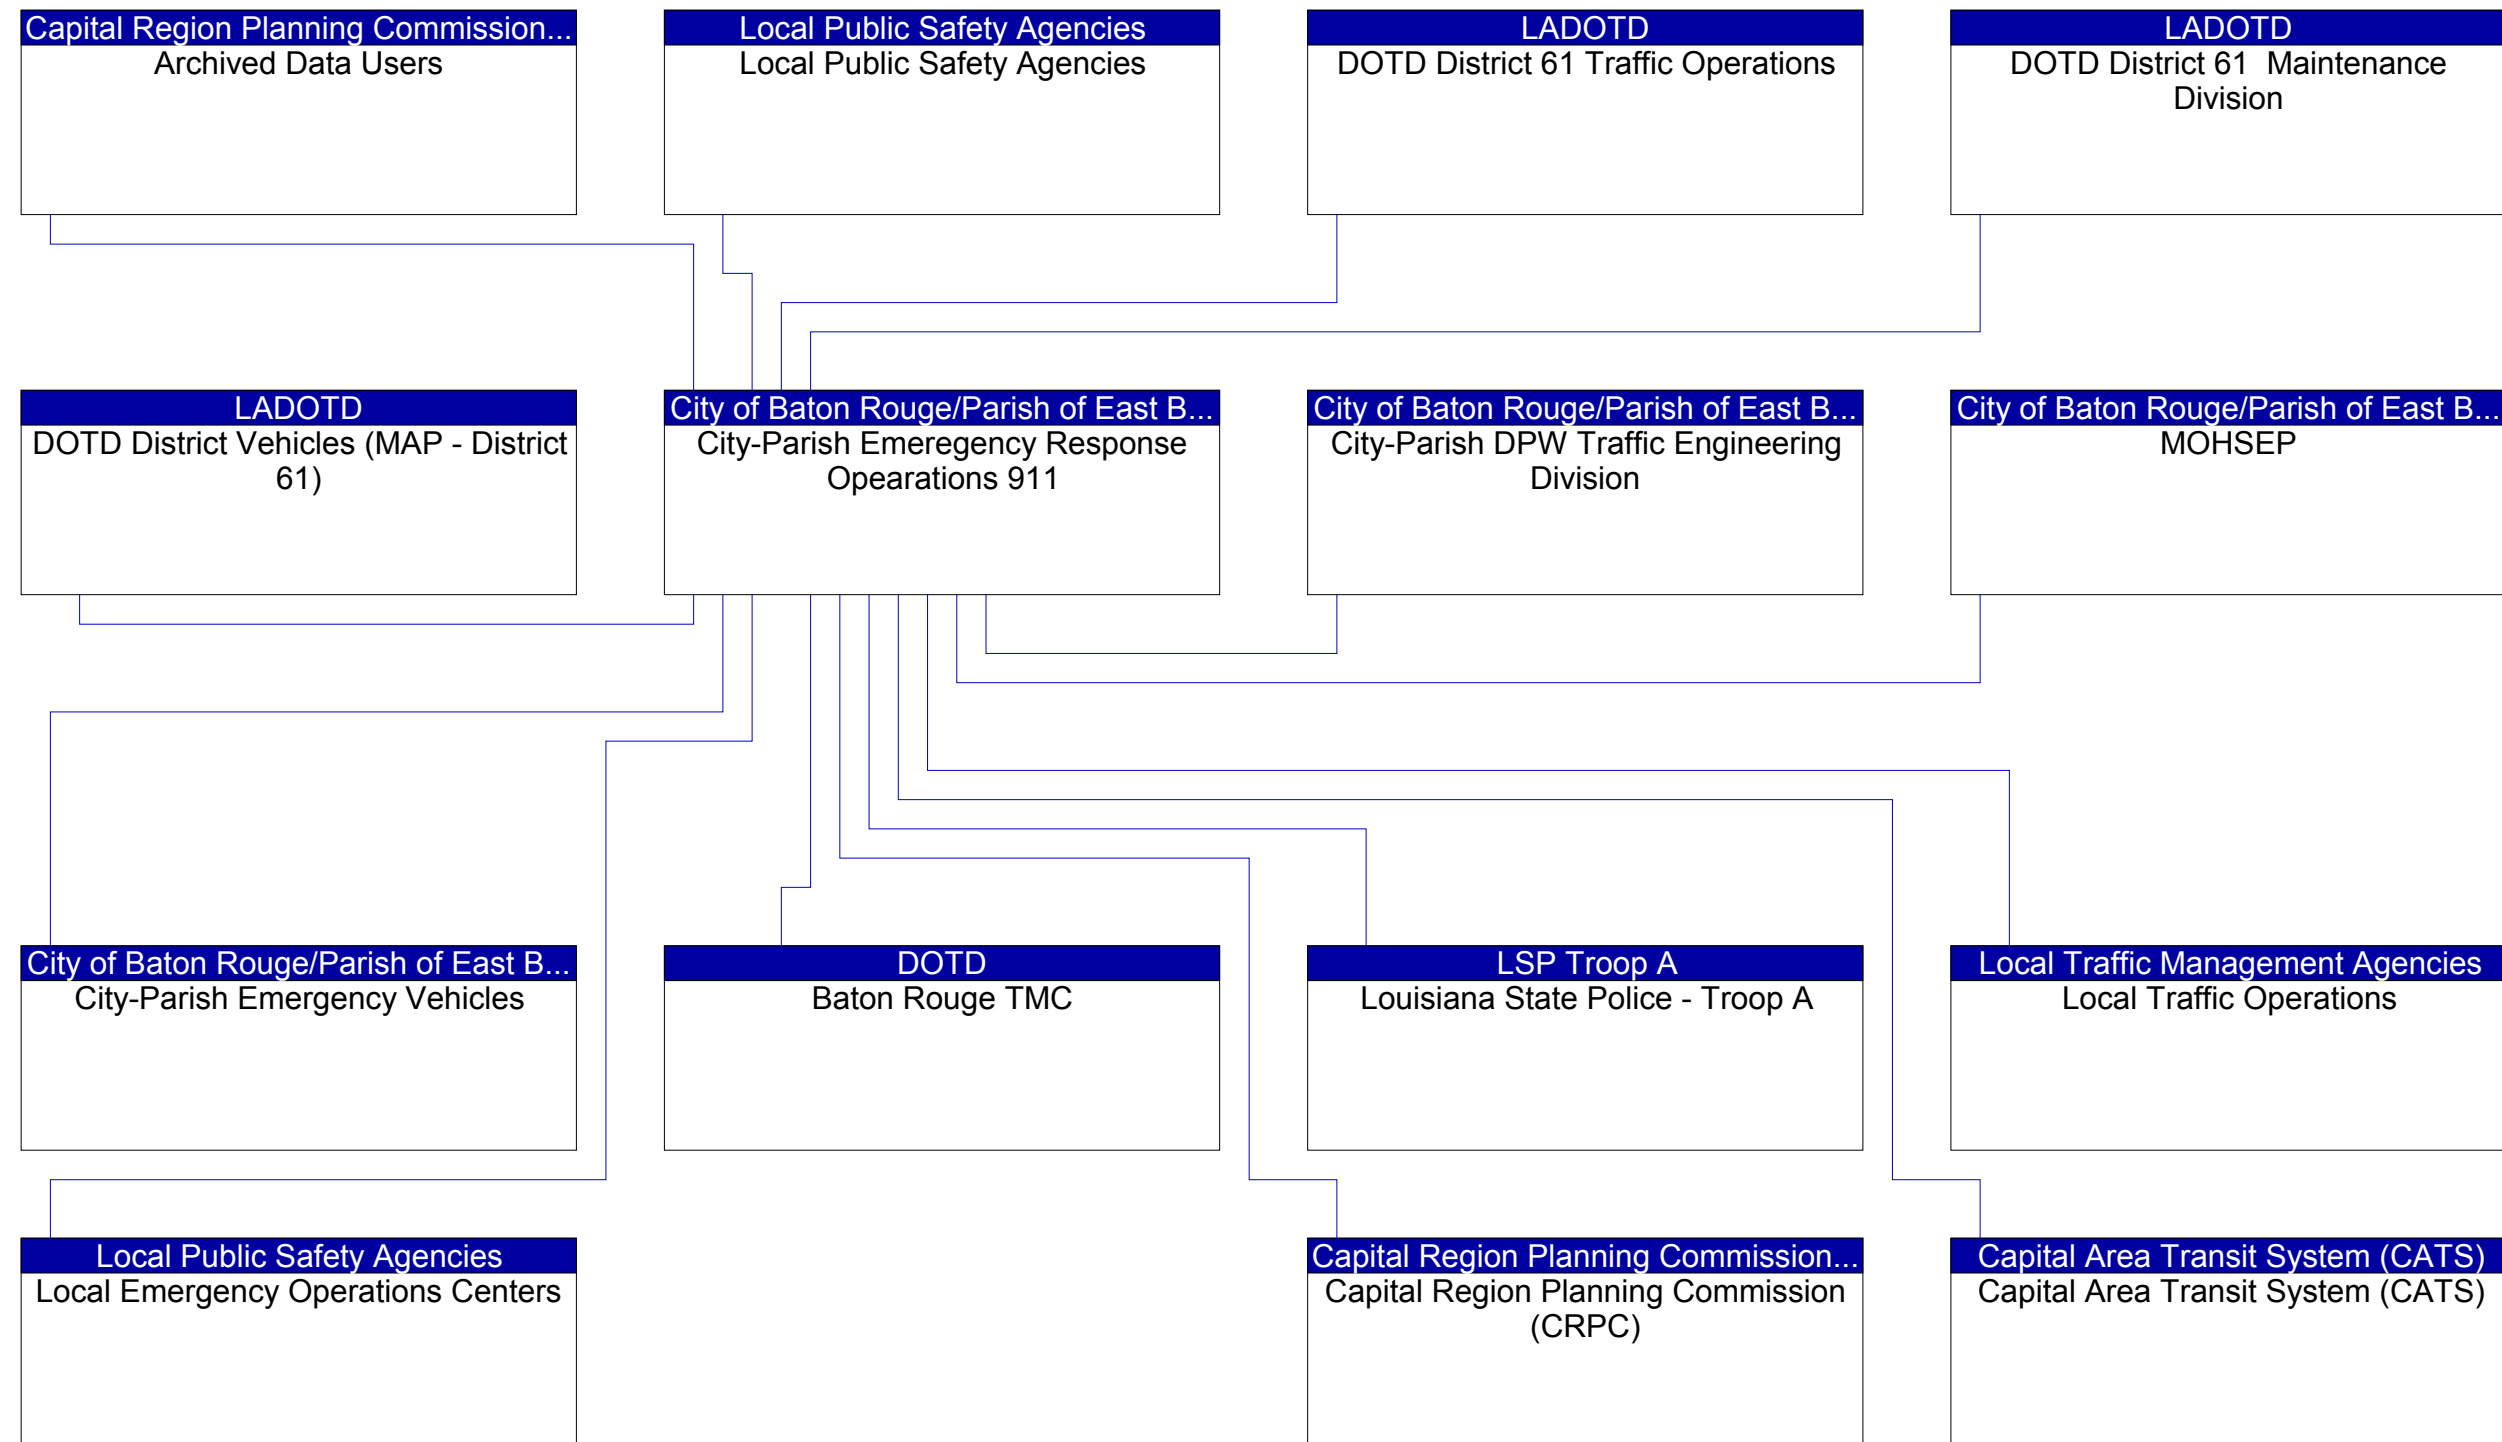 Capital Region Planning Commission...
Archived Data Users
Local Public Safety Agencies
Local Public Safety Agencies
LADOTD
DOTD District 61 Traffic Operations
LADOTD
DOTD District 61  Maintenance
Division
LADOTD
DOTD District Vehicles (MAP - District
61)
City of Baton Rouge/Parish of East B...
City-Parish Emeregency Response
Opearations 911
City of Baton Rouge/Parish of East B...
City-Parish DPW Traffic Engineering
Division
City of Baton Rouge/Parish of East B...
MOHSEP
City of Baton Rouge/Parish of East B...
City-Parish Emergency Vehicles
DOTD
Baton Rouge TMC
LSP Troop A
Louisiana State Police - Troop A
Local Traffic Management Agencies
Local Traffic Operations
Local Public Safety Agencies
Local Emergency Operations Centers
Capital Region Planning Commission...
Capital Region Planning Commission
(CRPC)
Capital Area Transit System (CATS)
Capital Area Transit System (CATS)